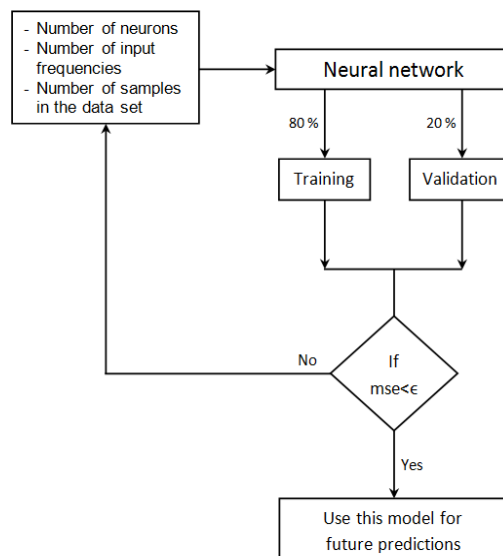 - Number of neurons
- Number of input
frequencies
- Number of samples
in the data set
Neural network
80 %
20 %
Training
Validation
No
If
mse<ϵ
Yes
Use this model for
future predictions